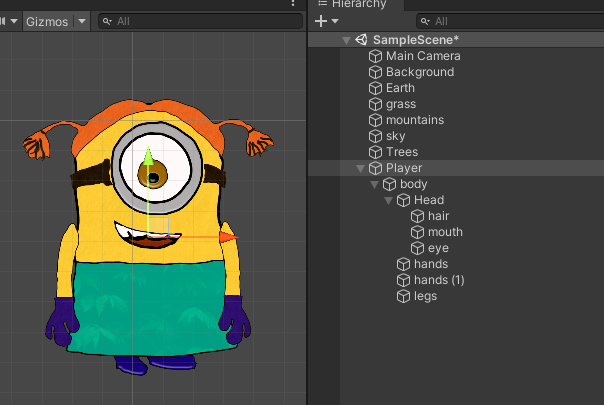 Hierarchy
Gizmos All
All
SampleScene*
Main Camera
Background
Earth
grass
mountains
sky
Trees
Player
body
Head
hair
mouth
eye
hands
hands (1)
legs